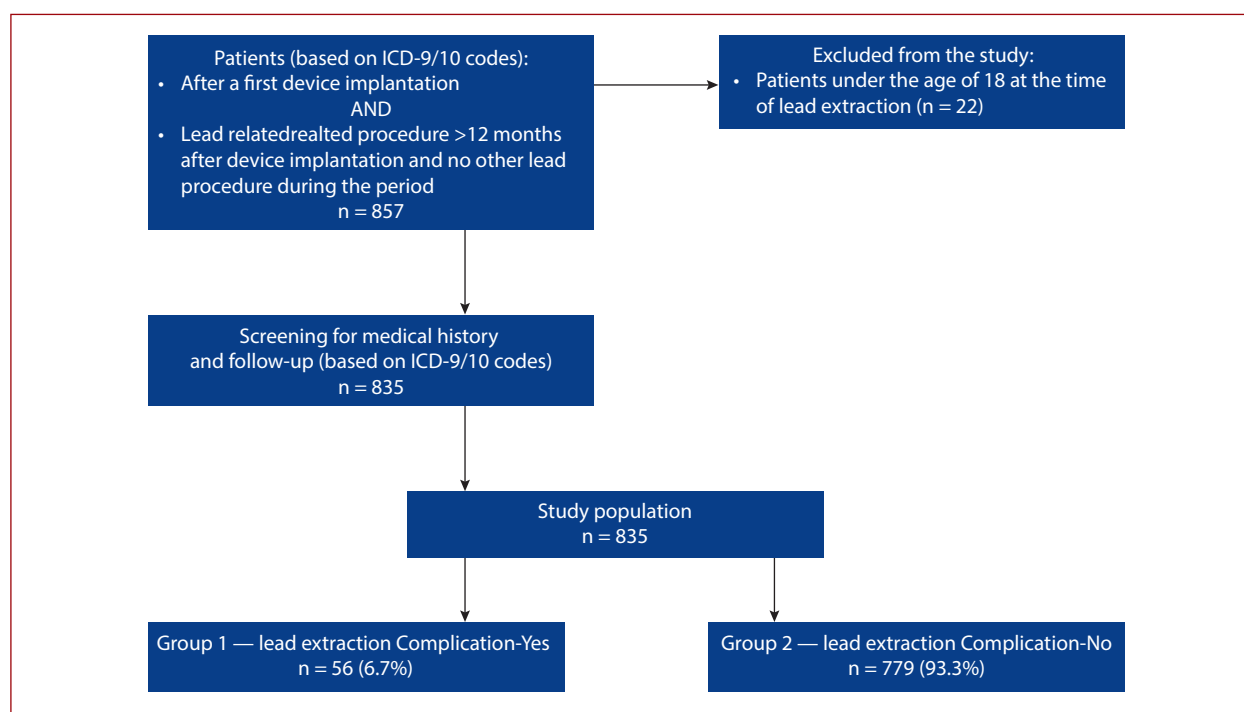 Patients (based on ICD-9/10 codes):
• After a first device implantation
AND
• Lead relatedrealted procedure >12 months
after device implantation and no other lead
procedure during the period
n = 857
Excluded from the study:
• Patients under the age of 18 at the time
of lead extraction (n = 22)
Screening for medical history
and follow-up (based on ICD-9/10 codes)
n = 835
Study population
n = 835
Group 1 — lead extraction Complication-Yes
n = 56 (6.7%)
Group 2 — lead extraction Complication-No
n = 779 (93.3%)